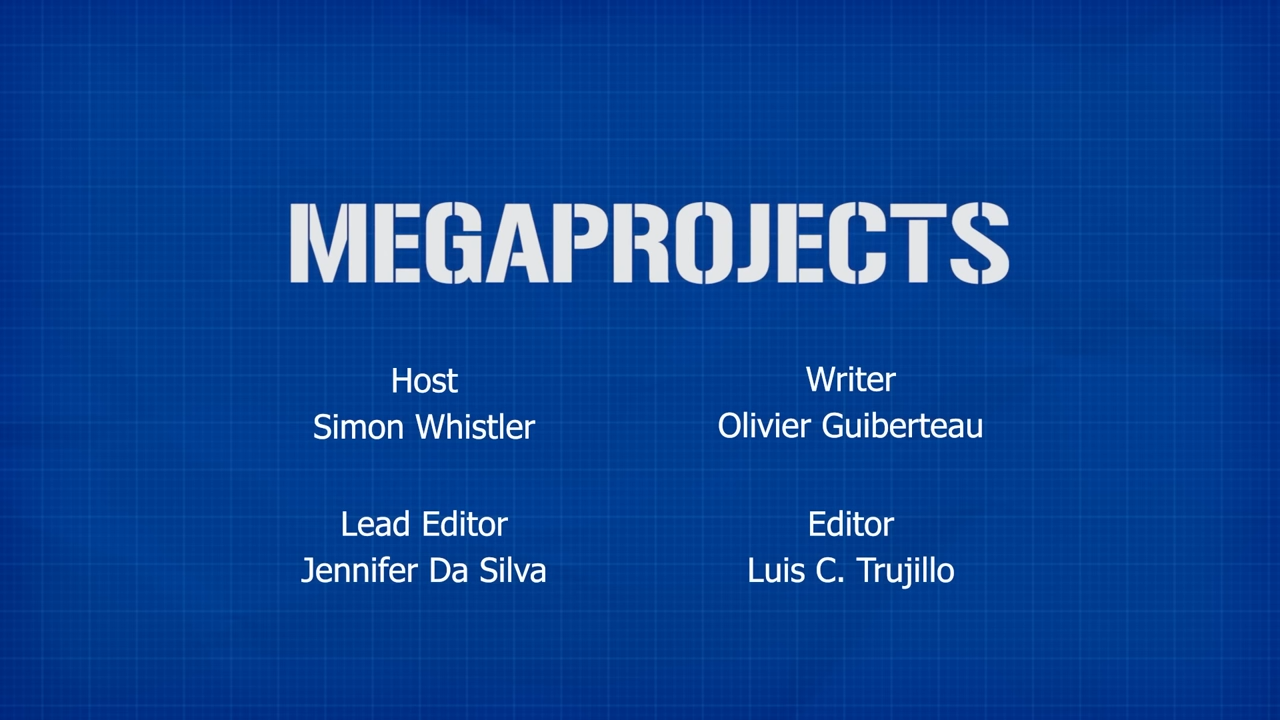 MEGAPROJECTS
Host
Simon Whistler
Writer
Olivier Guiberteau
Lead Editor
Jennifer Da Silva
Editor
Luis C. Trujillo